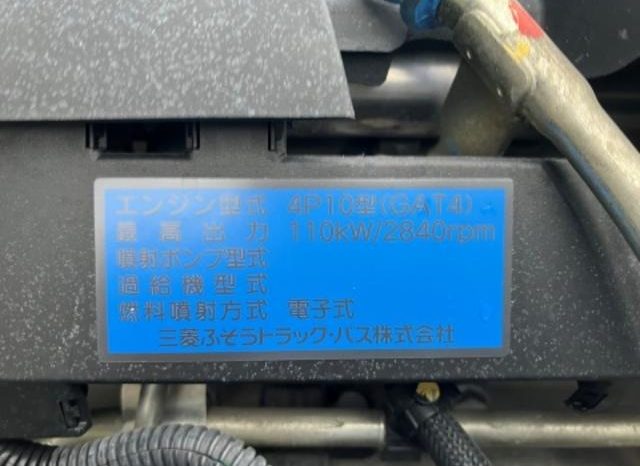 エンジン型式 4P10型(GAT4)
最高出力 110kW/2840rpm
噴射ポンプ型式
過給機型式
燃料噴射方式 電子式
三菱ふそうトラック・バス株式会社